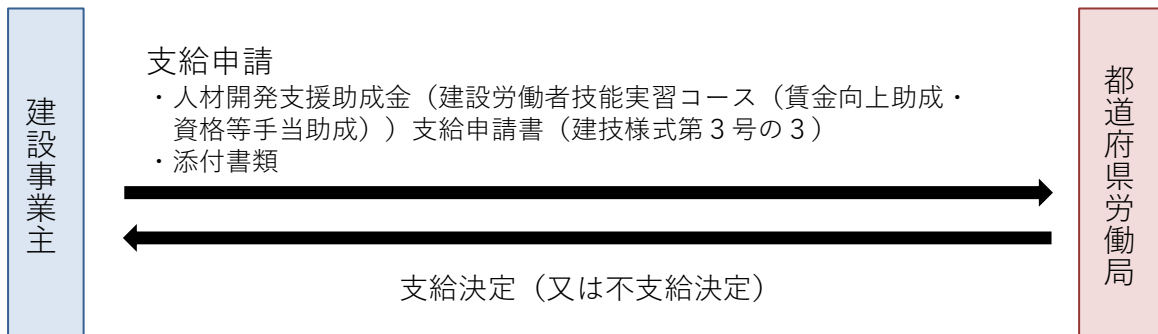 建設事業主
支給申請
・人材開発支援助成金（建設労働者技能実習コース（賃金向上助成・
資格等手当助成））支給申請書（建技様式第３号の３）
・添付書類
支給決定（又は不支給決定）
都道府県労働局